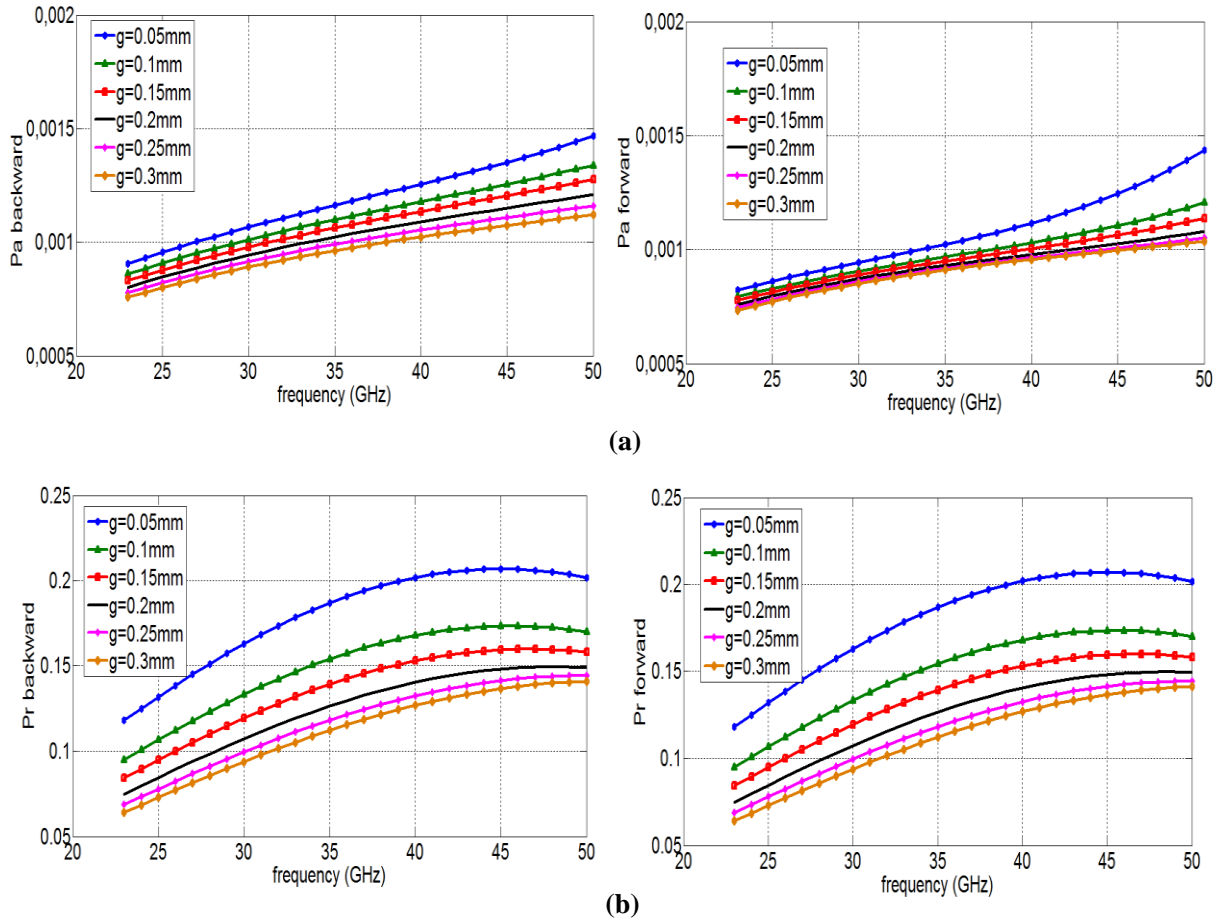 0,002
0,0015
0,001
0,0005
Pa backward
g=0.05mm
g=0.1mm
g=0.15mm
g=0.2mm
g=0.25mm
g=0.3mm
20 25 30 35 40 45 50
frequency (GHz)
0,002
0,0015
0,001
0,0005
Pa forward
g=0.05mm
g=0.1mm
g=0.15mm
g=0.2mm
g=0.25mm
g=0.3mm
20 25 30 35 40 45 50
frequency (GHz)
(a)
0.25
0.2
0.15
0.1
0.05
Pr backward
g=0.05mm
g=0.1mm
g=0.15mm
g=0.2mm
g=0.25mm
g=0.3mm
20 25 30 35 40 45 50
frequency (GHz)
0.25
0.2
0.15
0.1
0.05
Pr forward
g=0.05mm
g=0.1mm
g=0.15mm
g=0.2mm
g=0.25mm
g=0.3mm
20 25 30 35 40 45 50
frequency (GHz)
(b)